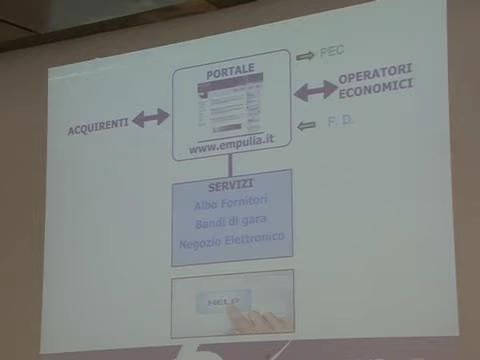 PORTALE
www.empulia.it
ACQUIRENTI
PEC
OPERATORI
ECONOMICI
F. D.
SERVIZI
Albo Fornitori
Bandi di gara
Negozio Elettronico
HELP